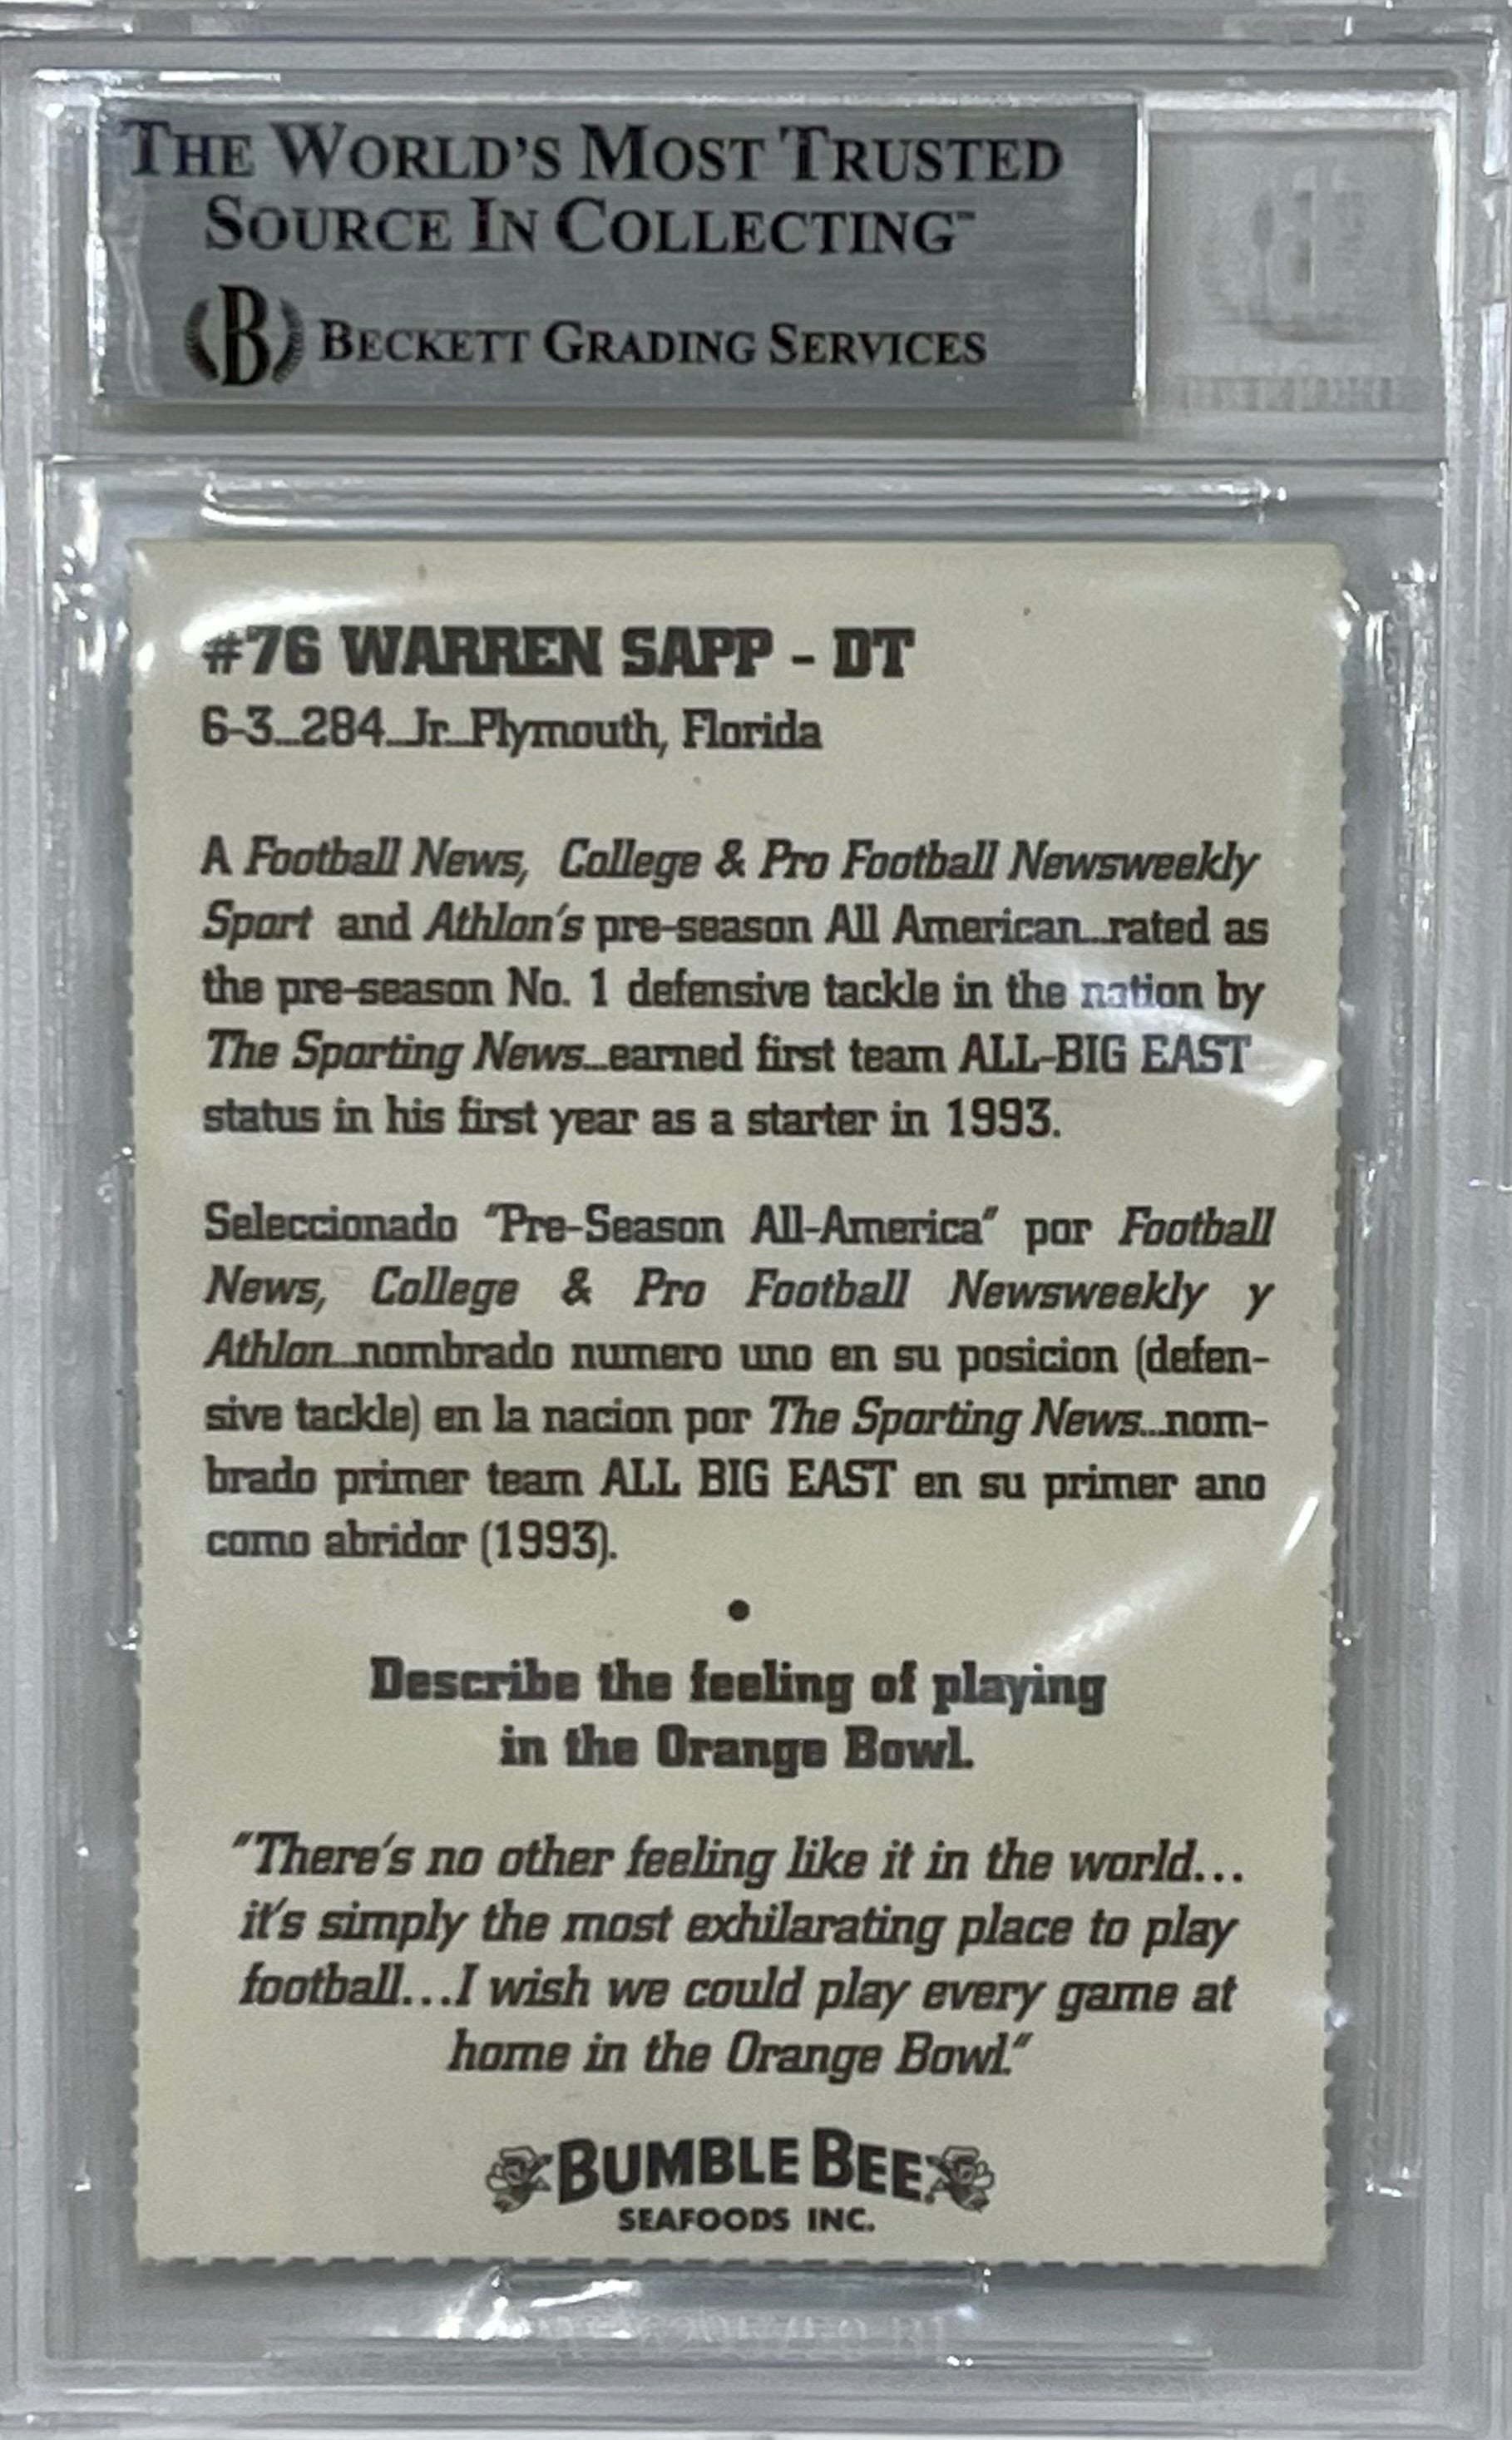 THE WORLD'S MOST TRUSTED
SOURCE IN COLLECTING™
B BECKETT GRADING SERVICES
#76 WARREN SAPP - DT
6-3...284...Jr...Plymouth, Florida
A Football News, College & Pro Football Newsweekly
Sport and Athlon's pre-season All American...rated as
the pre-season No. 1 defensive tackle in the nation by
The Sporting News...earned first team ALL-BIG EAST
status in his first year as a starter in 1993.
Seleccionado "Pre-Season All-America" por Football
News, College & Pro Football Newsweekly y
Athlon...nombrado numero uno en su posicion (defen-
sive tackle) en la nacion por The Sporting News...nom-
brado primer team ALL BIG EAST en su primer ano
como abridor (1993).
•
Describe the feeling of playing
in the Orange Bowl.
"There's no other feeling like it in the world...
it's simply the most exhilarating place to play
football...I wish we could play every game at
home in the Orange Bowl."
BUMBLE BEE
SEAFOODS INC.